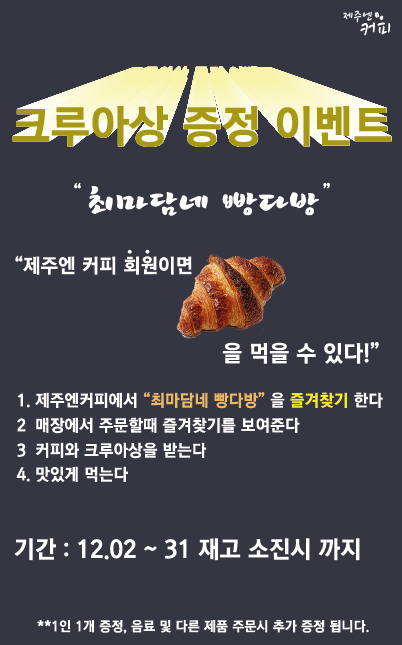 제주엔
커피
크루아상 증정 이벤트
“최마담네 빵다방”
“제주엔 커피 회원이면
을 먹을 수 있다!”
1. 제주엔커피에서 “최마담네 빵다방” 을 즐겨찾기 한다
2 매장에서 주문할때 즐겨찾기를 보여준다
3 커피와 크루아상을 받는다
4. 맛있게 먹는다
기간 : 12.02 ~ 31 재고 소진시 까지
**1인 1개 증정, 음료 및 다른 제품 주문시 추가 증정 됩니다.